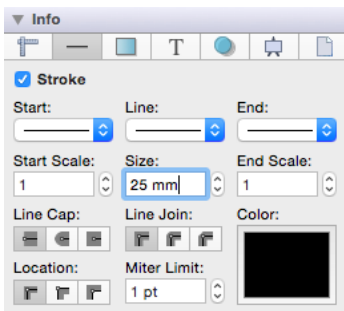 Info
T
Stroke
Start: Line: End:
Start Scale: Size: End Scale:
1 25 mm 1
Line Cap: Line Join: Color:
Location: Miter Limit:
1 pt